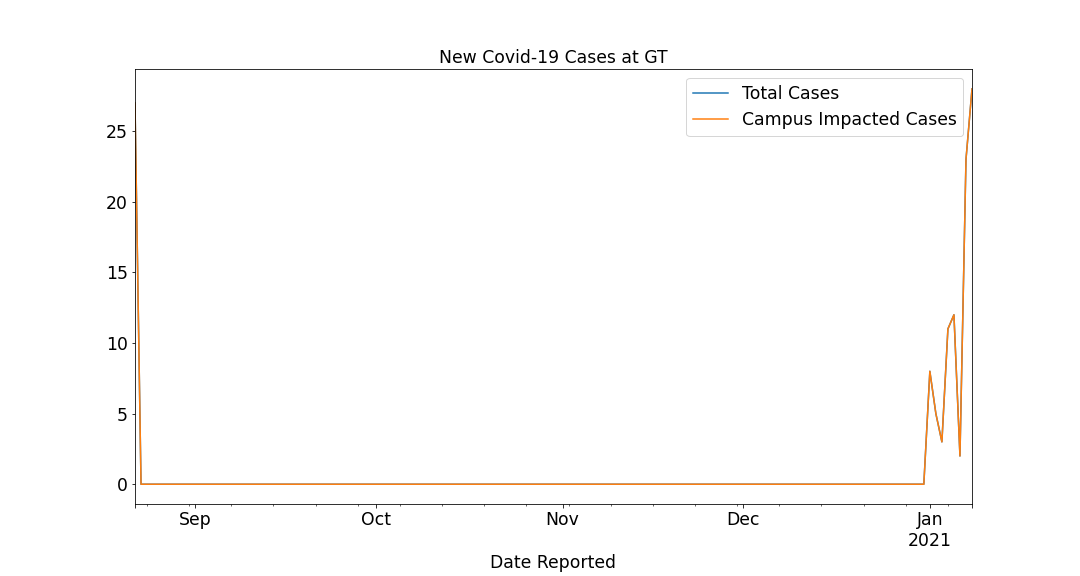 New Covid-19 Cases at GT
Total Cases
Campus Impacted Cases
25
20
15
10
5
0
Sep
Oct
Nov
Dec
Jan
2021
Date Reported